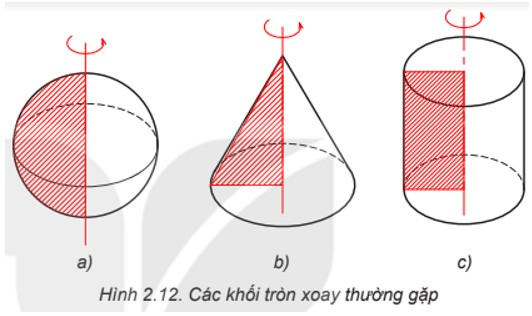 a) b) c)
Hình 2.12. Các khối tròn xoay thường gặp